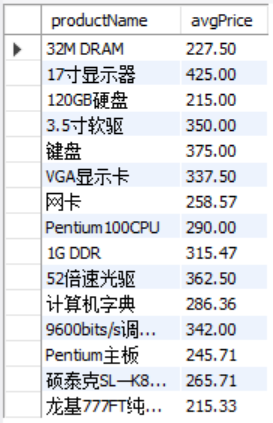 productName avgPrice
32M DRAM 227.50
17寸显示器 425.00
120GB硬盘 215.00
3.5寸软驱 350.00
键盘 375.00
VGA显示卡 337.50
网卡 258.57
Pentium100CPU 290.00
1G DDR 315.47
52倍速光驱 362.50
计算机字典 286.36
9600bits/s调... 342.00
Pentium主板 245.71
硕泰克SL—K8... 265.71
龙基777FT纯... 215.33